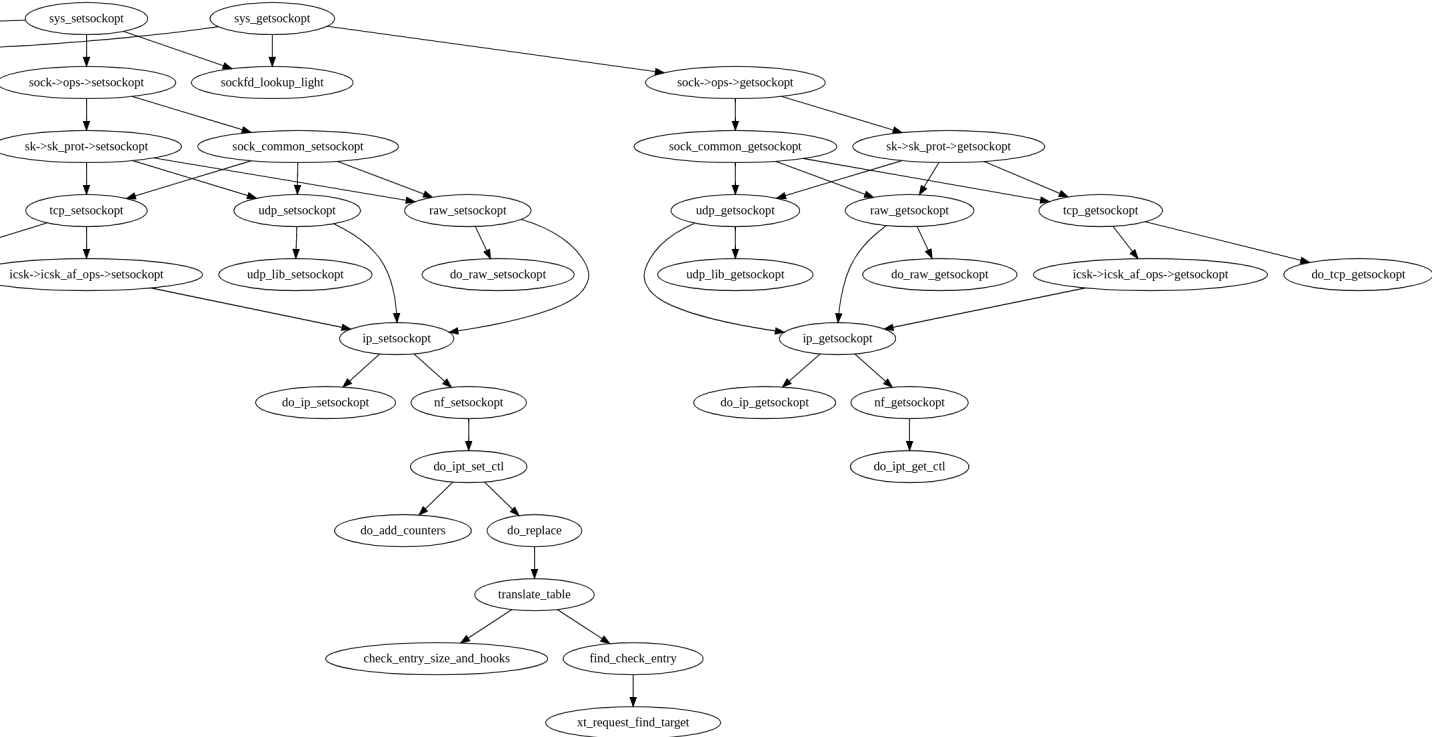 sys_setsockopt
sys_getsockopt
sock->ops->setsockopt
sockfd_lookup_light
sock->ops->getsockopt
sk->sk_prot->setsockopt
sock_common_setsockopt
sock_common_getsockopt
sk->sk_prot->getsockopt
tcp_setsockopt
udp_setsockopt
raw_setsockopt
udp_getsockopt
raw_getsockopt
tcp_getsockopt
icsk->icsk_af_ops->setsockopt
udp_lib_setsockopt
do_raw_setsockopt
udp_lib_getsockopt
do_raw_getsockopt
icsk->icsk_af_ops->getsockopt
do_tcp_getsockopt
ip_setsockopt
ip_getsockopt
do_ip_setsockopt
nf_setsockopt
do_ip_getsockopt
nf_getsockopt
do_ipt_set_ctl
do_ipt_get_ctl
do_add_counters
do_replace
translate_table
check_entry_size_and_hooks
find_check_entry
xt_request_find_target